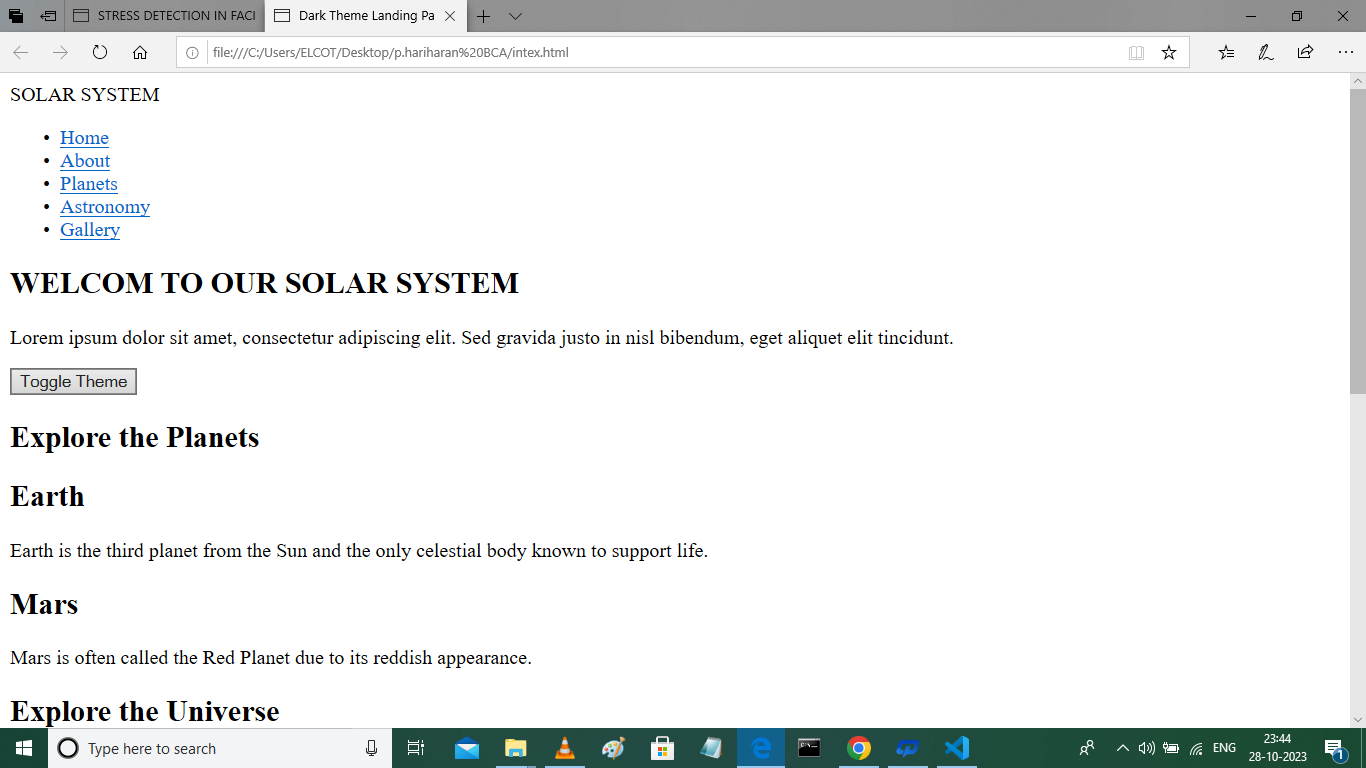 STRESS DETECTION IN FACI
Dark Theme Landing Pa
file:///C:/Users/ELCOT/Desktop/p.hariharan%20BCA/intex.html
SOLAR SYSTEM
• Home
• About
• Planets
• Astronomy
• Gallery
WELCOM TO OUR SOLAR SYSTEM
Lorem ipsum dolor sit amet, consectetur adipiscing elit. Sed gravida justo in nisl bibendum, eget aliquet elit tincidunt.
Toggle Theme
Explore the Planets
Earth
Earth is the third planet from the Sun and the only celestial body known to support life.
Mars
Mars is often called the Red Planet due to its reddish appearance.
Explore the Universe
Type here to search
ENG
23:44
28-10-2023
1